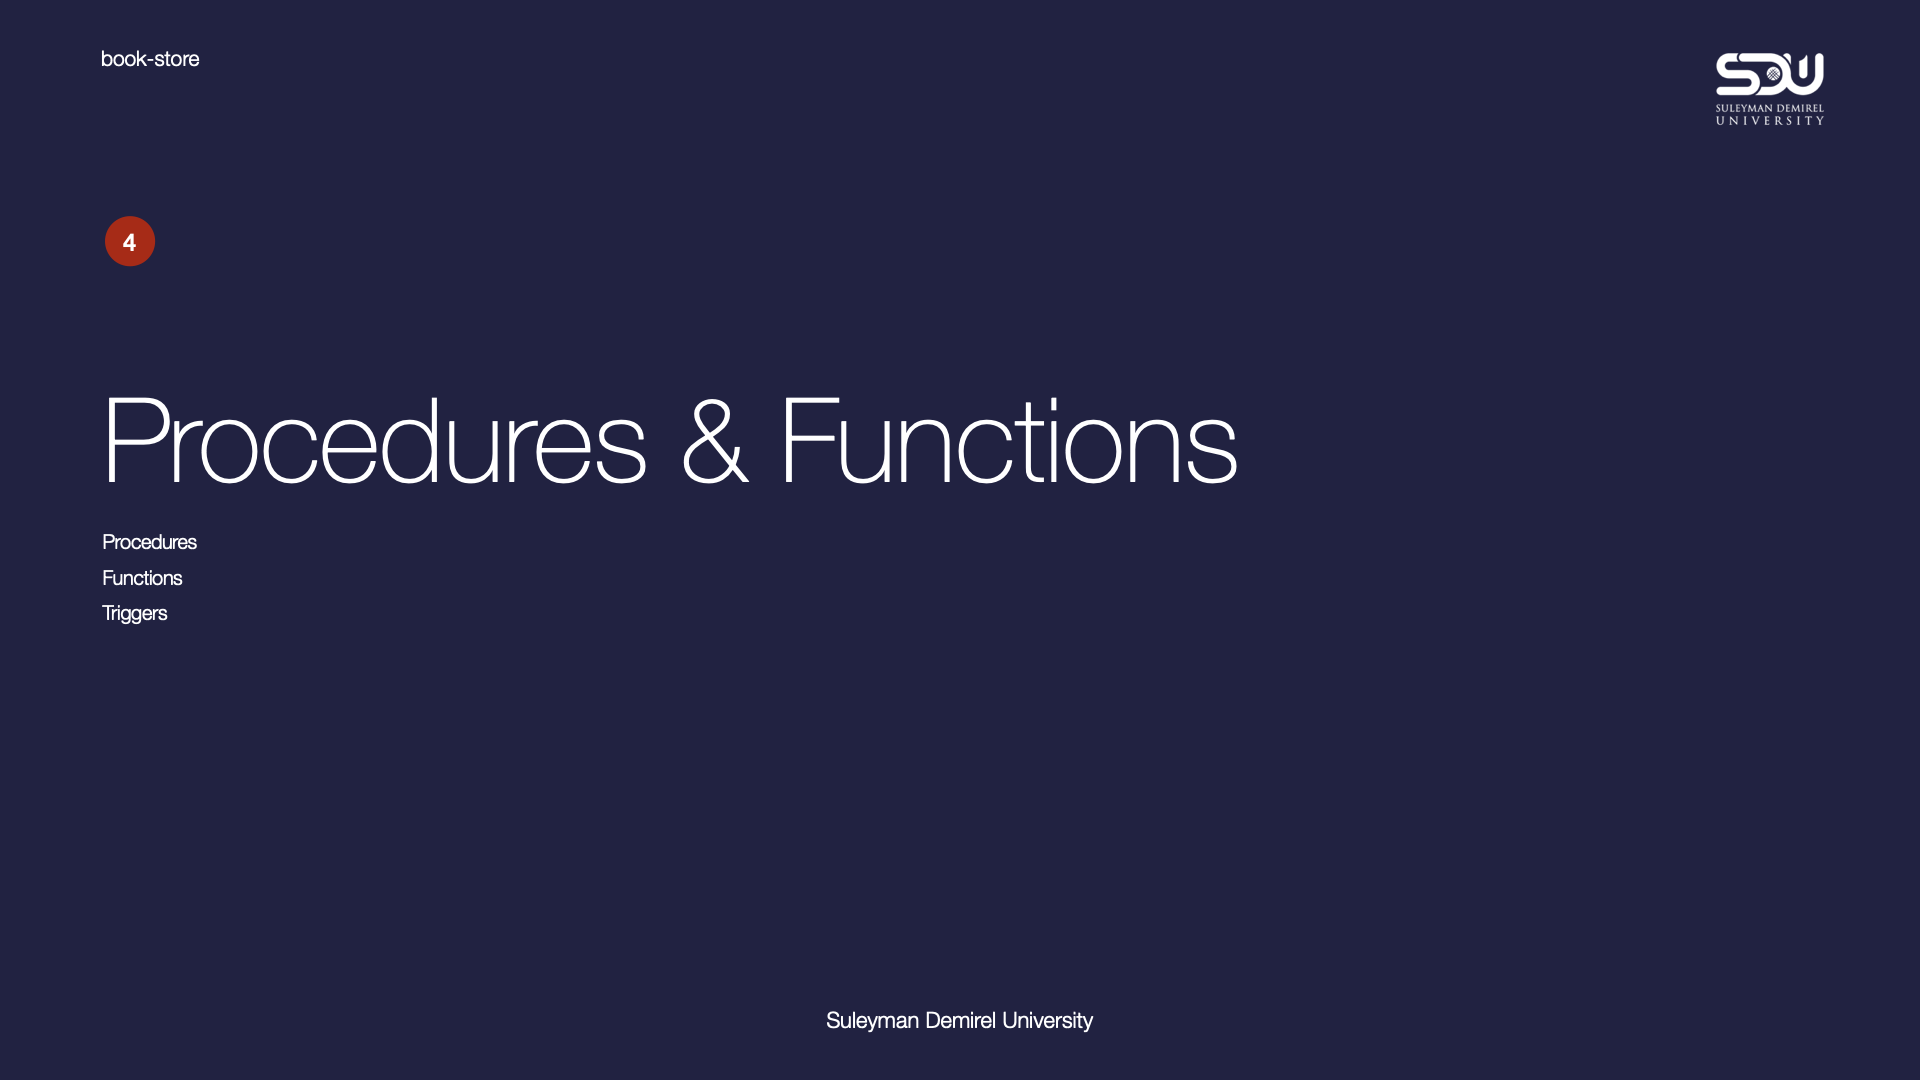 book-store
SDU
SULEYMAN DEMIREL
UNIVERSITY
4
Procedures & Functions
Procedures
Functions
Triggers
Suleyman Demirel University